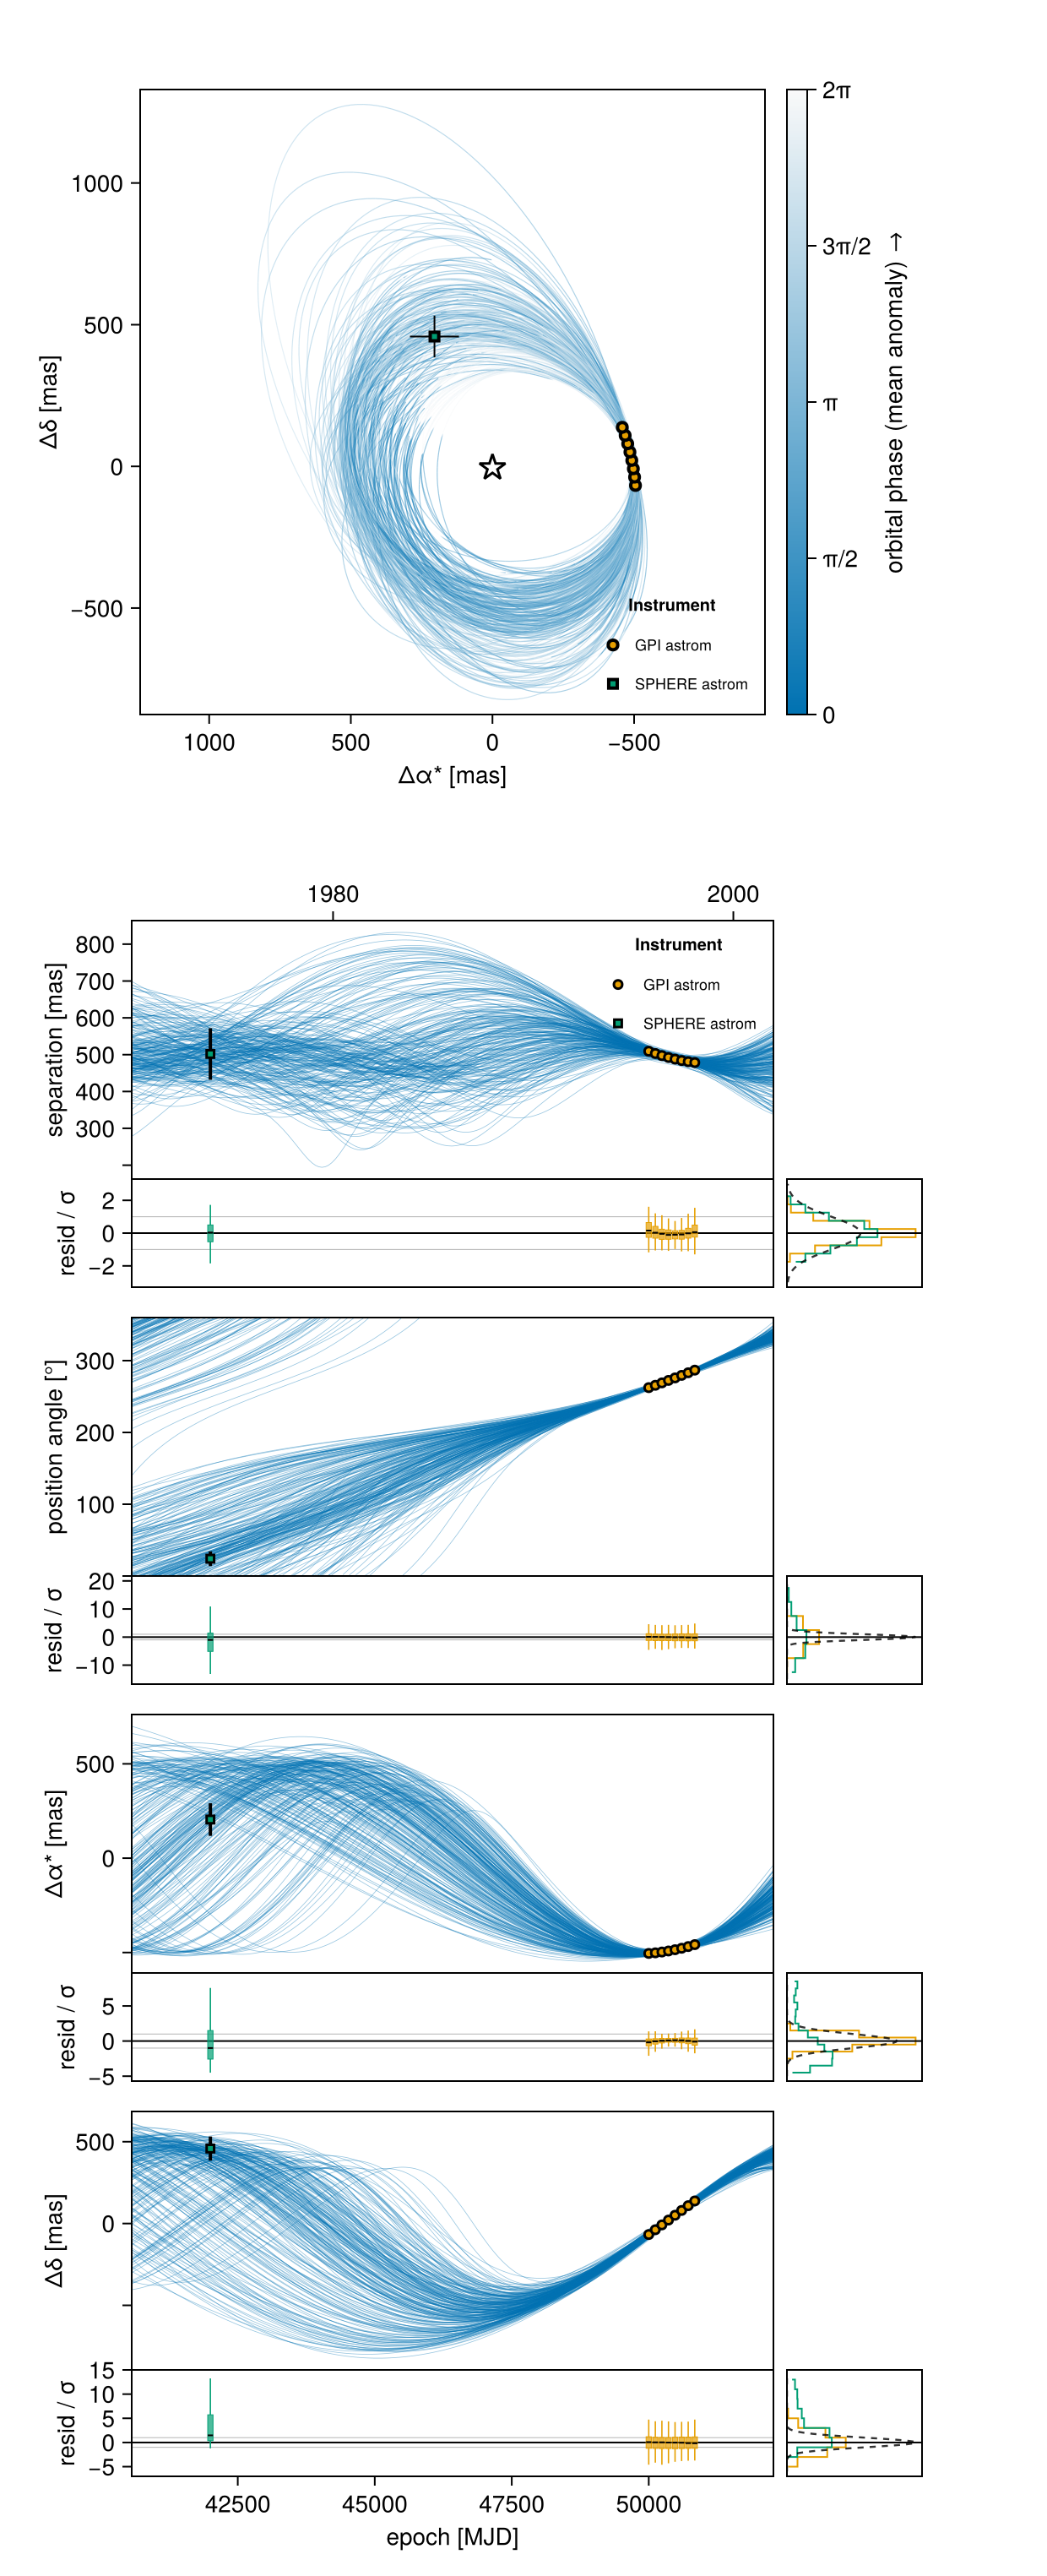 1000
500
0
−500
Δδ [mas]
1000
500
0
−500
Δα* [mas]
Instrument
GPI astrom
SPHERE astrom
2π
3π/2
π
π/2
0
orbital phase (mean anomaly) →
1980
2000
800
700
600
500
400
300
separation [mas]
Instrument
GPI astrom
SPHERE astrom
2
0
−2
resid / σ
300
200
100
position angle [°]
20
10
0
−10
resid / σ
500
0
Δα* [mas]
5
0
−5
resid / σ
500
0
Δδ [mas]
15
10
5
0
−5
resid / σ
42500
45000
47500
50000
epoch [MJD]